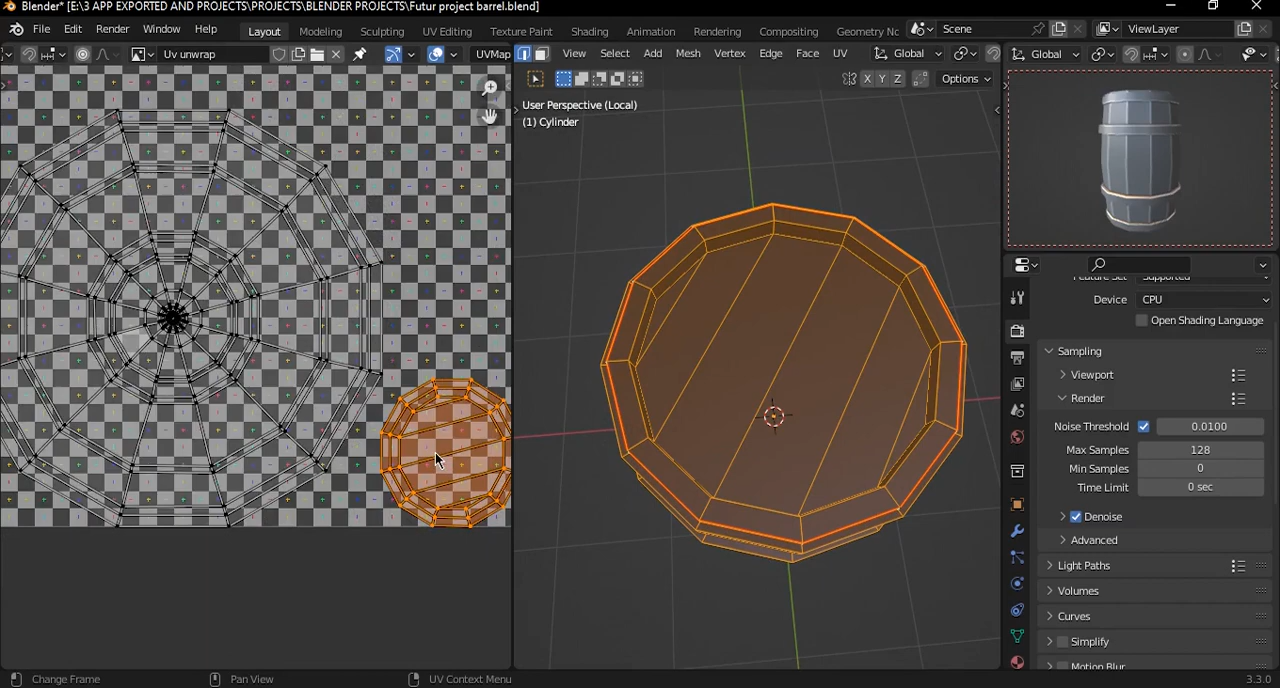 Blender* [E:\3 APP EXPORTED AND PROJECTS\PROJECTS\BLENDER PROJECTS\Futur project barrel.blend]
File Edit Render Window Help Layout Modeling Sculpting UV Editing Texture Paint Shading Animation Rendering Compositing Geometry Nc Scene ViewLayer
Uv unwrap UVMap View Select Add Mesh Vertex Edge Face UV Global Global
X Y Z Options
User Perspective (Local)
(1) Cylinder
Supported
Device CPU
Open Shading Language
Sampling
Viewport
Render
Noise Threshold 0.0100
Max Samples 128
Min Samples 0
Time Limit 0 sec
Denoise
Advanced
Light Paths
Volumes
Curves
Simplify
Motion Blur
Change Frame Pan View UV Context Menu 3.3.0